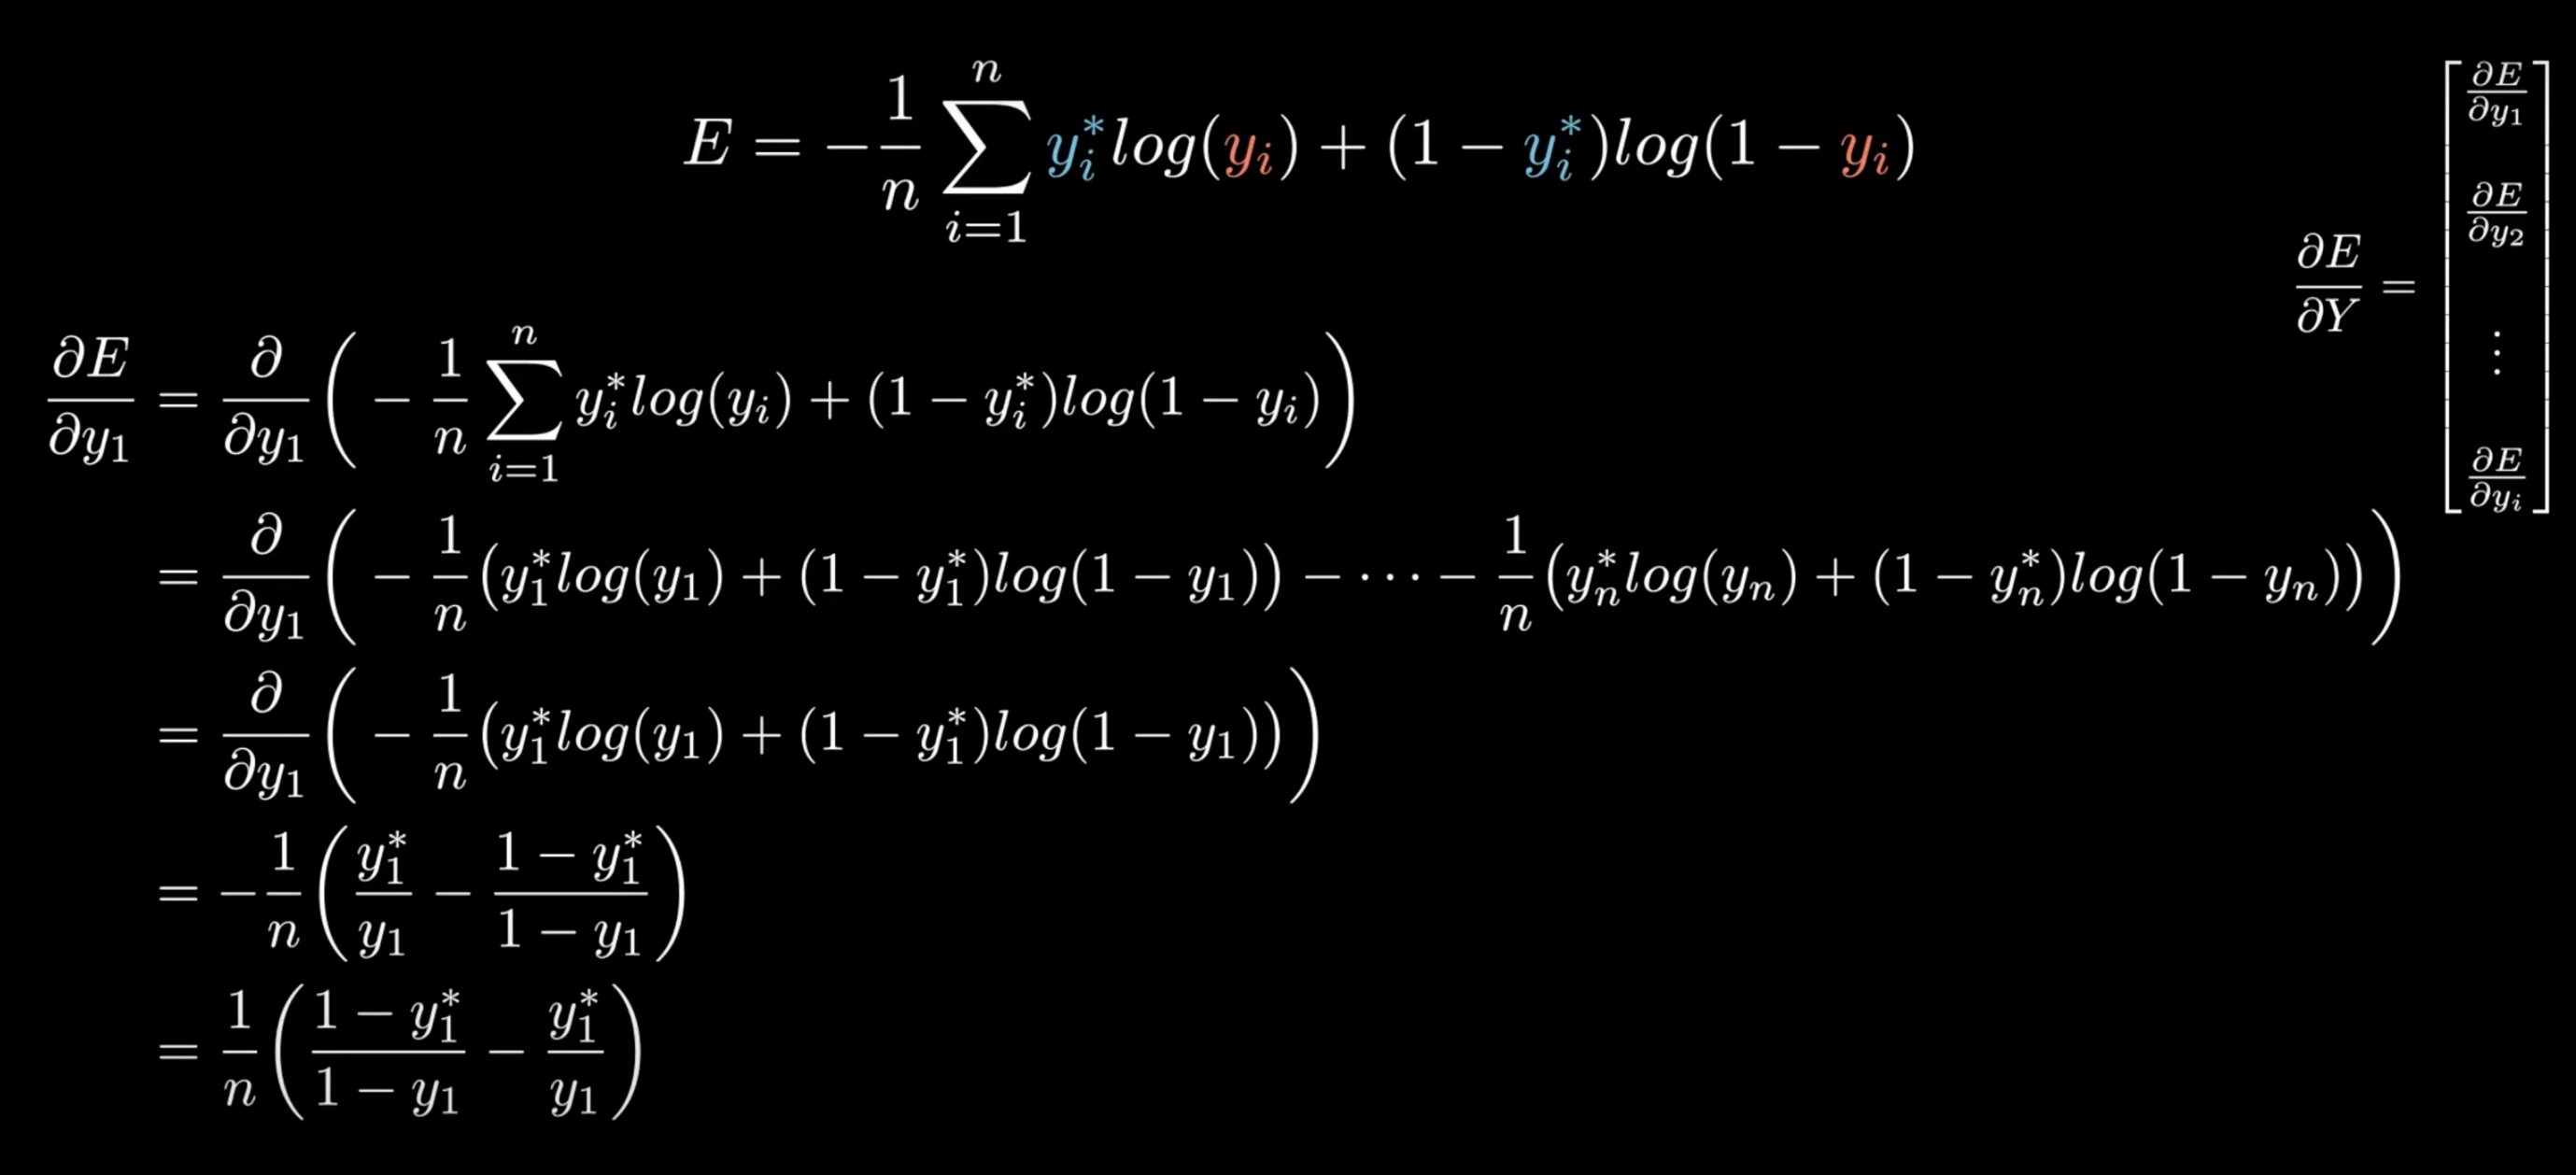 E = -\frac{1}{n} \sum_{i=1}^{n} y_i^* log(y_i) + (1 - y_i^*) log(1 - y_i)
\frac{\partial E}{\partial Y} = \begin{bmatrix} \frac{\partial E}{\partial y_1} \\ \frac{\partial E}{\partial y_2} \\ \vdots \\ \frac{\partial E}{\partial y_i} \end{bmatrix}
\frac{\partial E}{\partial y_1} = \frac{\partial}{\partial y_1} \left( -\frac{1}{n} \sum_{i=1}^{n} y_i^* log(y_i) + (1 - y_i^*) log(1 - y_i) \right)
= \frac{\partial}{\partial y_1} \left( -\frac{1}{n} (y_1^* log(y_1) + (1 - y_1^*) log(1 - y_1)) - \cdots - \frac{1}{n} (y_n^* log(y_n) + (1 - y_n^*) log(1 - y_n)) \right)
= \frac{\partial}{\partial y_1} \left( -\frac{1}{n} (y_1^* log(y_1) + (1 - y_1^*) log(1 - y_1)) \right)
= -\frac{1}{n} \left( \frac{y_1^*}{y_1} - \frac{1 - y_1^*}{1 - y_1} \right)
= \frac{1}{n} \left( \frac{1 - y_1^*}{1 - y_1} - \frac{y_1^*}{y_1} \right)